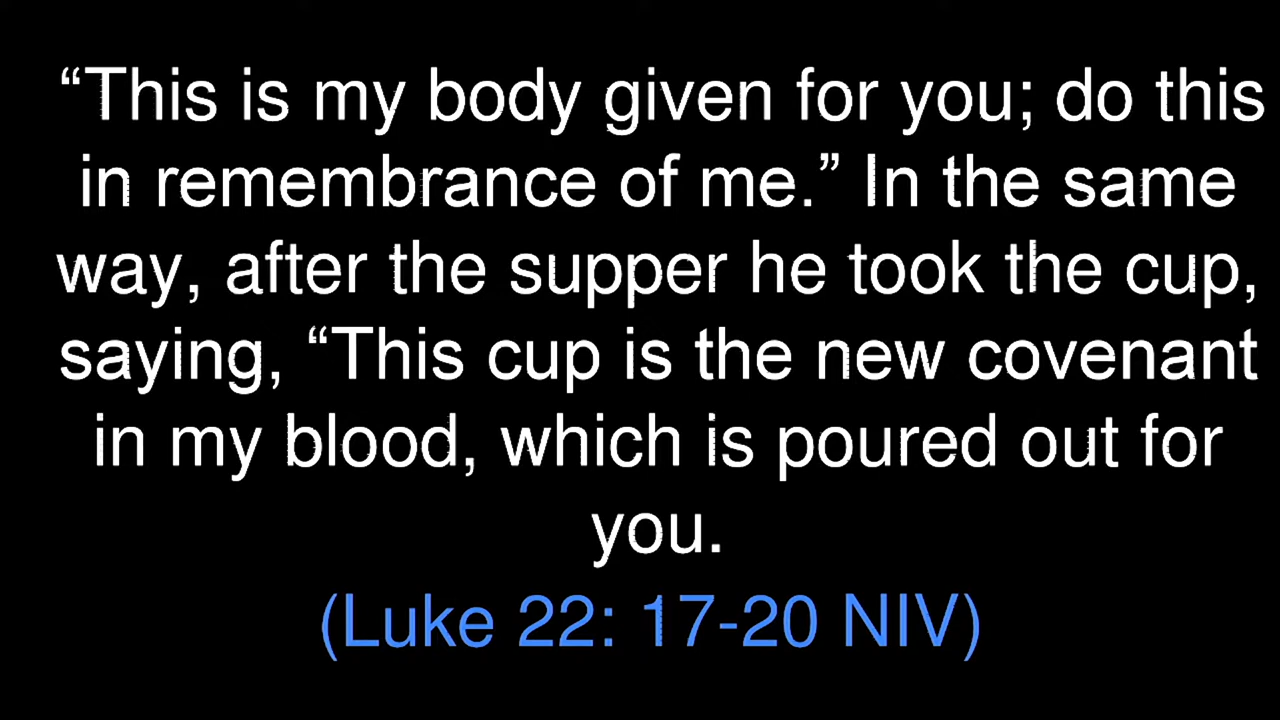 “This is my body given for you; do this
in remembrance of me.” In the same
way, after the supper he took the cup,
saying, “This cup is the new covenant
in my blood, which is poured out for
you.
(Luke 22: 17-20 NIV)